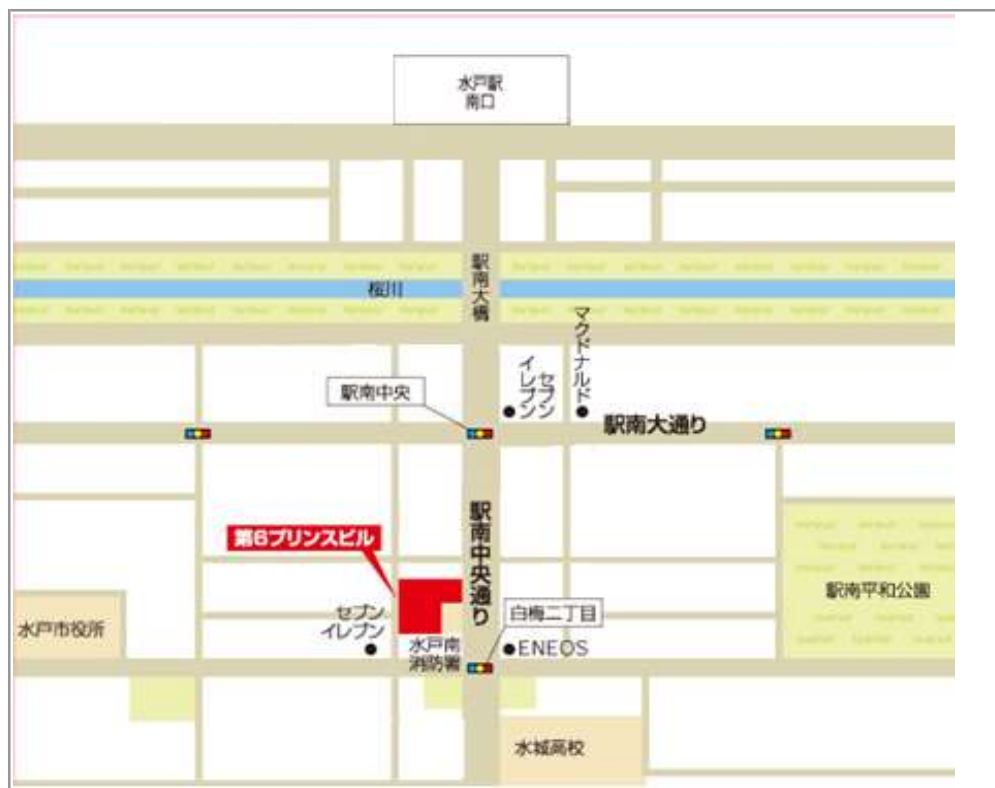 水戸駅
南口
駅南大橋
桜川
マクドナルド
セブン
イレブン
駅南中央
駅南大通り
駅南中央通り
第6プリンスビル
駅南平和公園
白梅二丁目
セブン
イレブン
水戸市役所
水戸南
消防署
ENEOS
水城高校